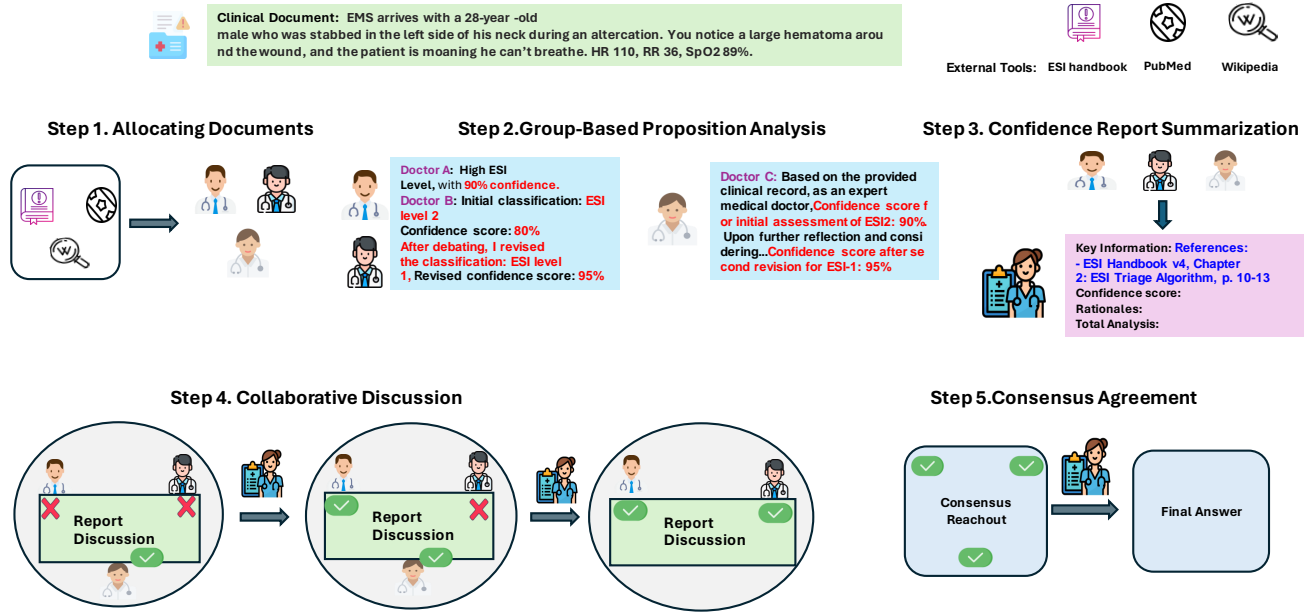 Clinical Document: EMS arrives with a 28-year -old
male who was stabbed in the left side of his neck during an altercation. You notice a large hematoma arou
nd the wound, and the patient is moaning he can't breathe. HR 110, RR 36, SpO2 89%.
External Tools:
ESI handbook
PubMed
Wikipedia
W
Step 1. Allocating Documents
W
Step 2.Group-Based Proposition Analysis
Doctor A: High ESI
Level, with 90% confidence.
Doctor B: Initial classification: ESI
level 2
Confidence score: 80%
After debating, I revised
the classification: ESI level
1, Revised confidence score: 95%
Doctor C: Based on the provided
clinical record, as an expert
medical doctor,Confidence score f
or initial assessment of ESI2: 90%.
Upon further reflection and consi
dering...Confidence score after se
cond revision for ESI-1: 95%
Step 3. Confidence Report Summarization
Key Information: References:
- ESI Handbook v4, Chapter
2: ESI Triage Algorithm, p. 10-13
Confidence score:
Rationales:
Total Analysis:
Step 4. Collaborative Discussion
Report
Discussion
Report
Discussion
Report
Discussion
Step 5.Consensus Agreement
Consensus
Reachout
Final Answer